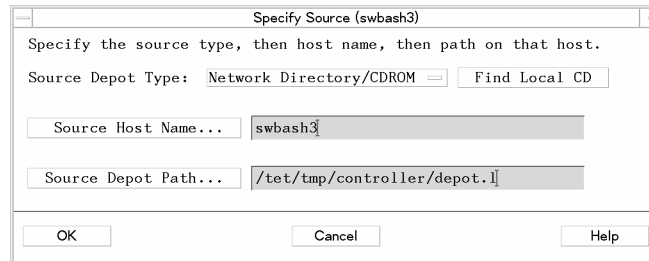 Specify Source (swbash3)
Specify the source type, then host name, then path on that host.
Source Depot Type: Network Directory/CDROM Find Local CD
Source Host Name... swbash3
Source Depot Path... /tet/tmp/controller/depot.l
OK Cancel Help